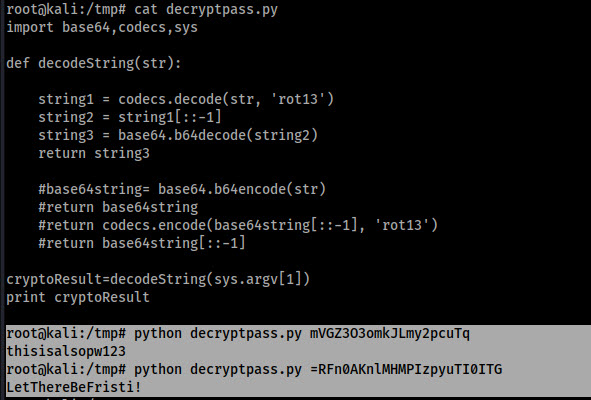 root@kali:/tmp# cat decryptpass.py
import base64,codecs,sys
def decodeString(str):
string1 = codecs.decode(str, 'rot13')
string2 = string1[::-1]
string3 = base64.b64decode(string2)
return string3
#base64string= base64.b64encode(str)
#return base64string
#return codecs.encode(base64string[::-1], 'rot13')
#return base64string[::-1]
cryptoResult=decodeString(sys.argv[1])
print cryptoResult
root@kali:/tmp# python decryptpass.py mVGZ3O3omkJLmy2pcuTq
thisisalsopw123
root@kali:/tmp# python decryptpass.py =RFn0AKnlMHMPIzpyuTI0ITG
LetThereBeFristi!